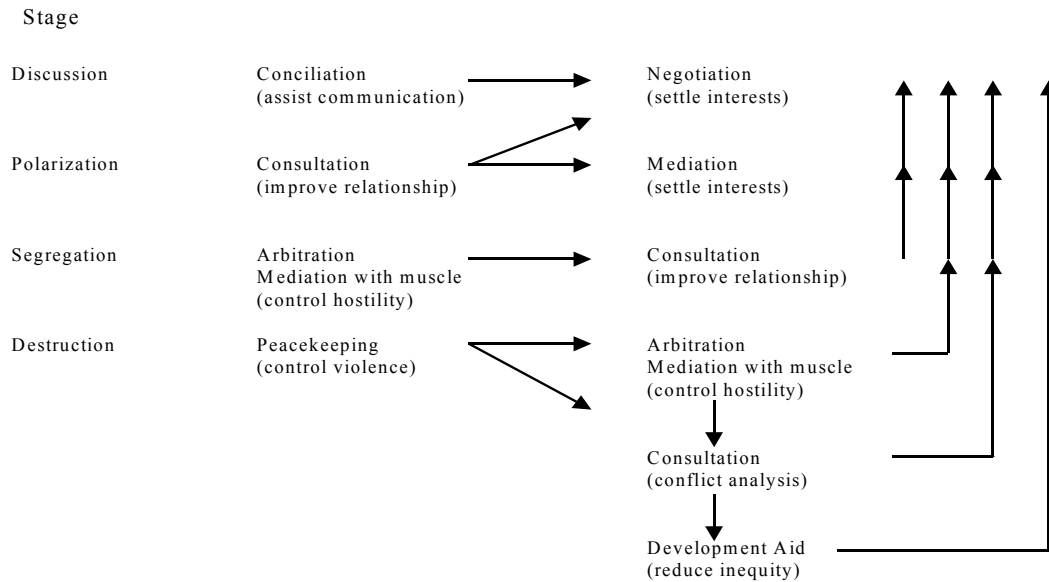 Stage
Discussion
Conciliation
(assist communication)
Negotiation
(settle interests)
Polarization
Consultation
(improve relationship)
Mediation
(settle interests)
Segregation
Arbitration
Mediation with muscle
(control hostility)
Consultation
(improve relationship)
Destruction
Peacekeeping
(control violence)
Arbitration
Mediation with muscle
(control hostility)
Consultation
(conflict analysis)
Development Aid
(reduce inequity)